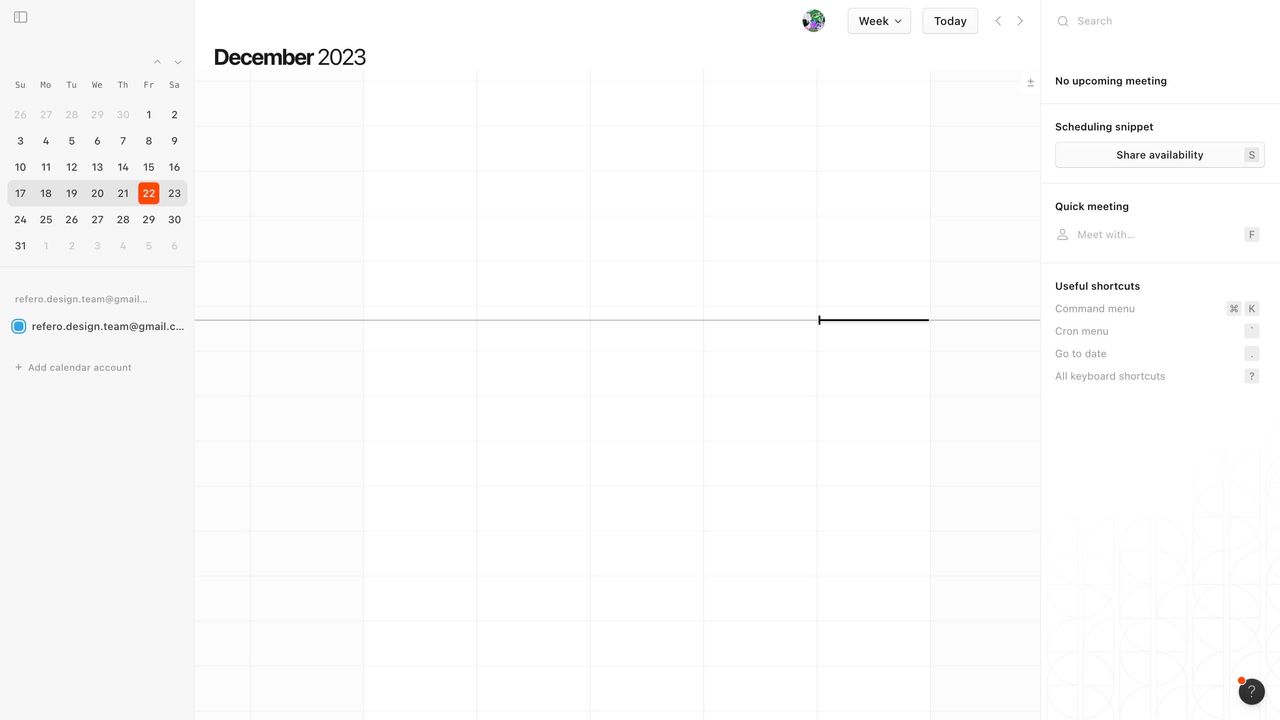 Su Mo Tu We Th Fr Sa
26 27 28 29 30 1 2
3 4 5 6 7 8 9
10 11 12 13 14 15 16
17 18 19 20 21 22 23
24 25 26 27 28 29 30
31 1 2 3 4 5 6
refero.design.team@gmail...
refero.design.team@gmail.c...
+ Add calendar account
Week
Today
December 2023
±
Search
No upcoming meeting
Scheduling snippet
Share availability S
Quick meeting
Meet with... F
Useful shortcuts
Command menu ⌘ K
Cron menu `
Go to date .
All keyboard shortcuts ?
?